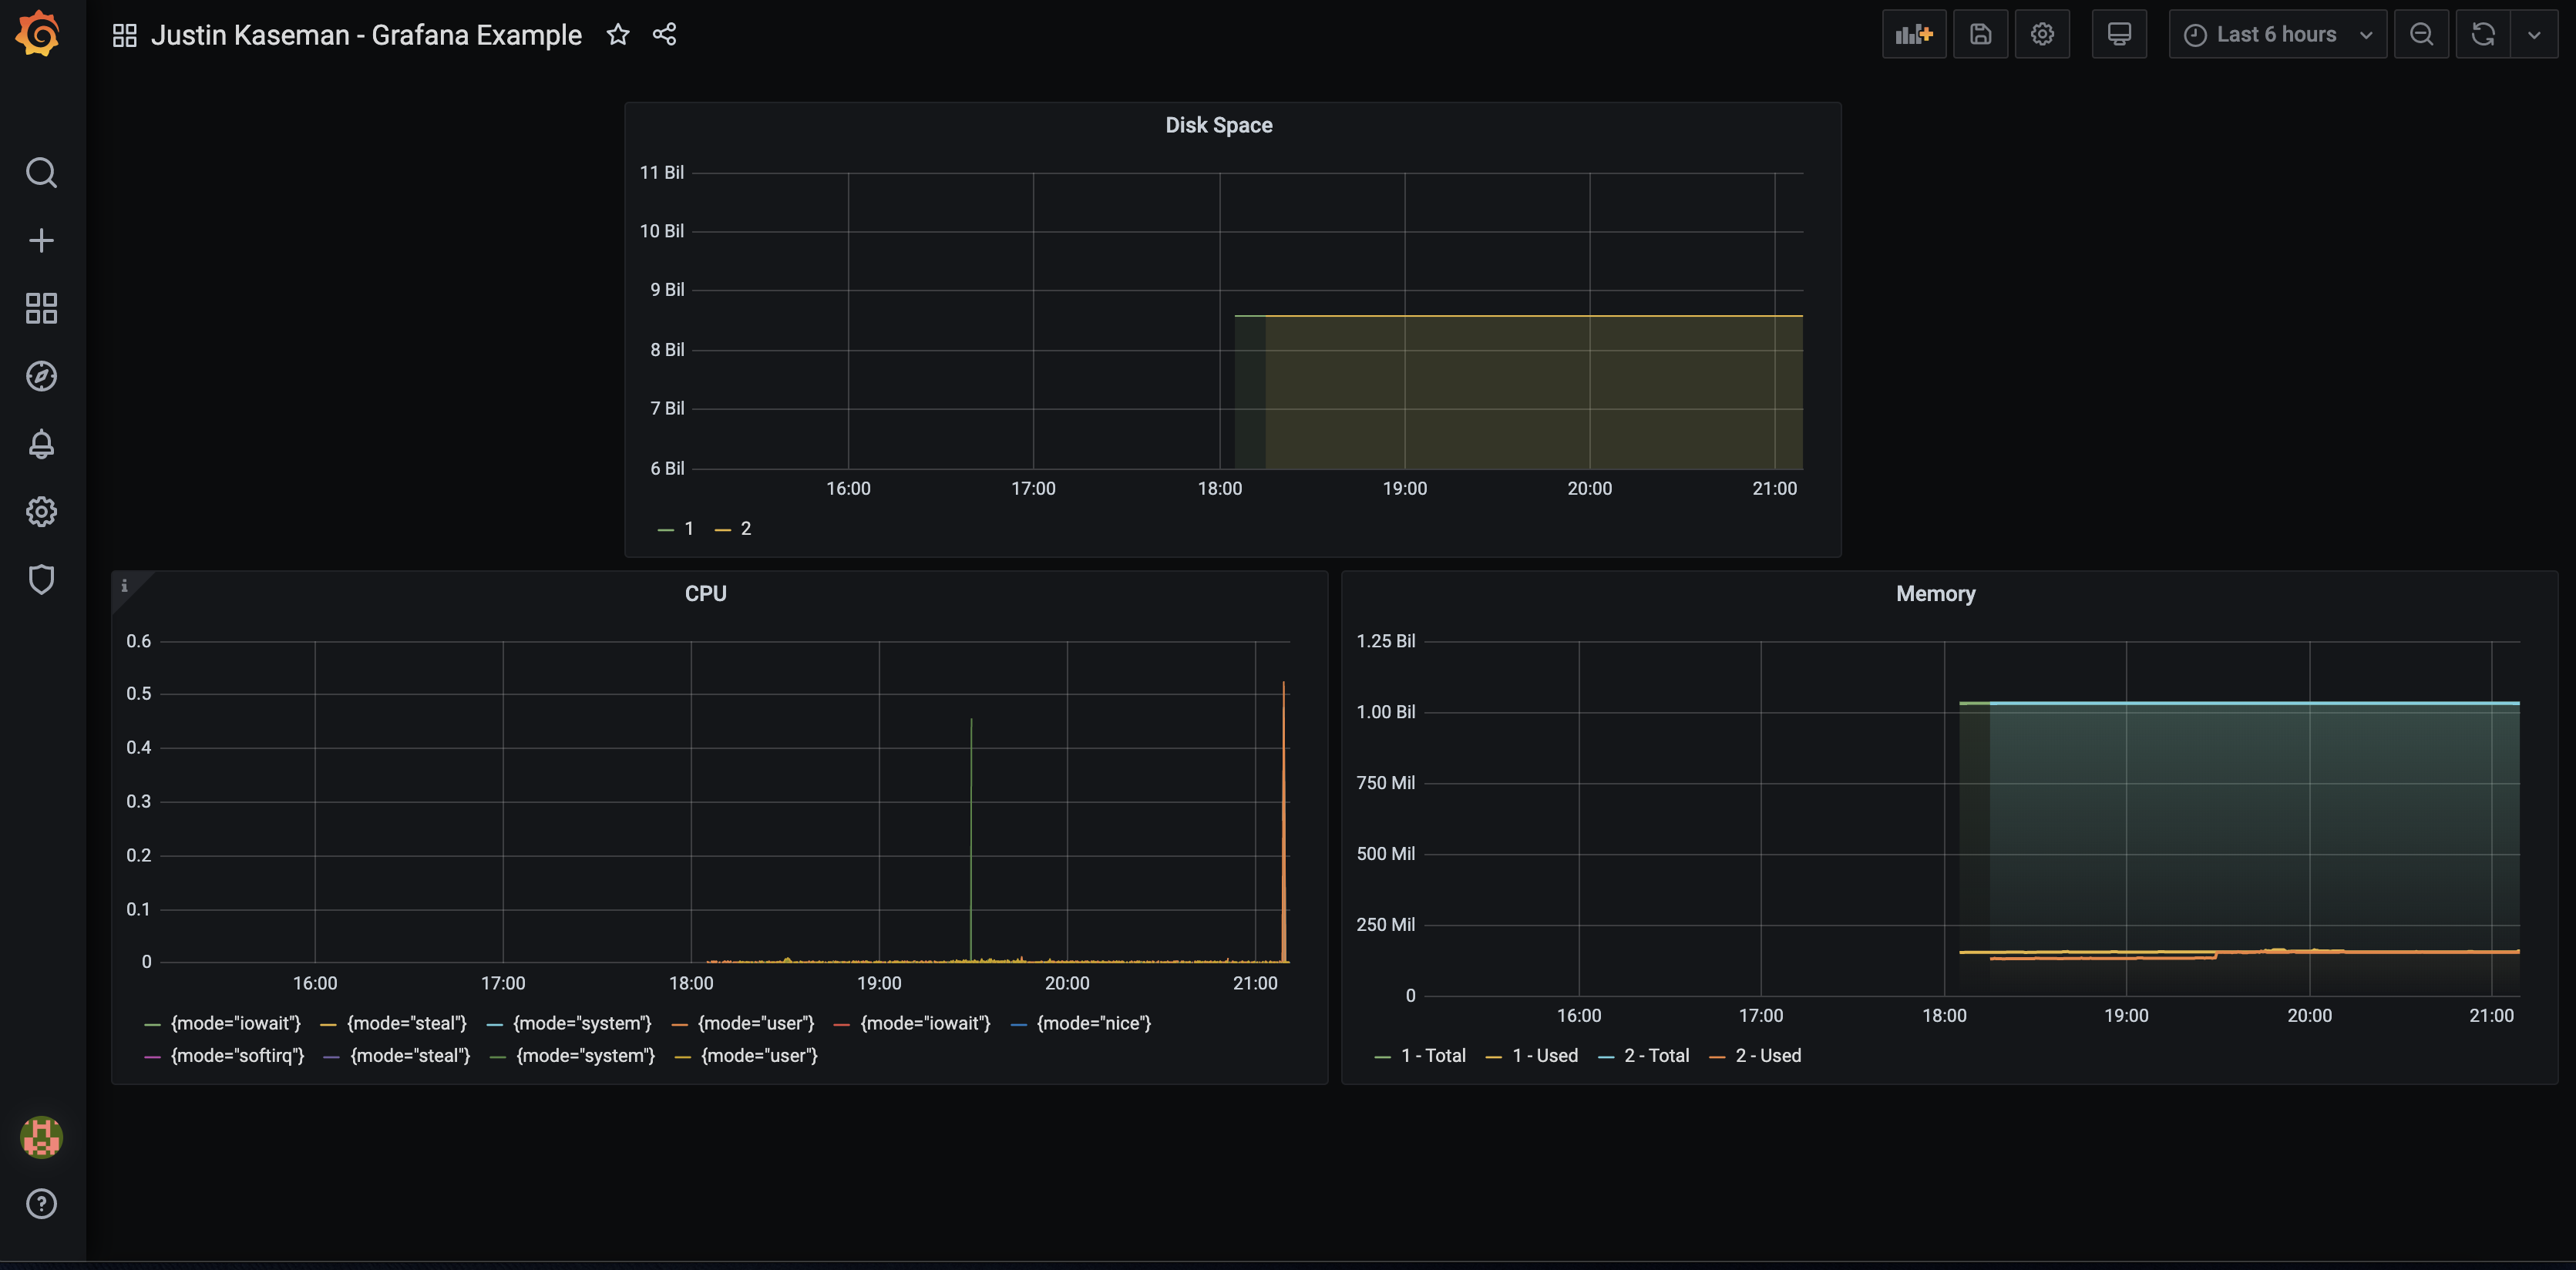 Justin Kaseman - Grafana Example
Last 6 hours
Disk Space
11 Bil
10 Bil
9 Bil
8 Bil
7 Bil
6 Bil
16:00 17:00 18:00 19:00 20:00 21:00
1 2
i
CPU
0.6
0.5
0.4
0.3
0.2
0.1
0
16:00 17:00 18:00 19:00 20:00 21:00
{mode="iowait"} {mode="steal"} {mode="system"} {mode="user"} {mode="iowait"} {mode="nice"}
{mode="softirq"} {mode="steal"} {mode="system"} {mode="user"}
Memory
1.25 Bil
1.00 Bil
750 Mil
500 Mil
250 Mil
0
16:00 17:00 18:00 19:00 20:00 21:00
1 - Total 1 - Used 2 - Total 2 - Used
?